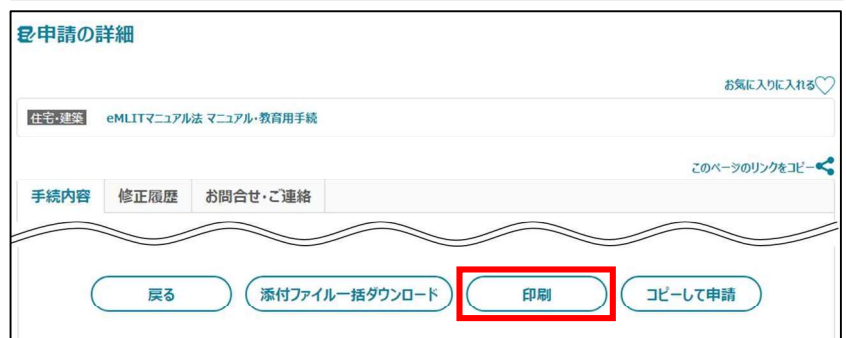 申請の詳細
お気に入りに入れる
住宅・建築 eMLITマニュアル法 マニュアル・教育用手続
このページのリンクをコピー
手続内容 修正履歴 お問合せ・ご連絡
戻る 添付ファイル一括ダウンロード 印刷 コピーして申請